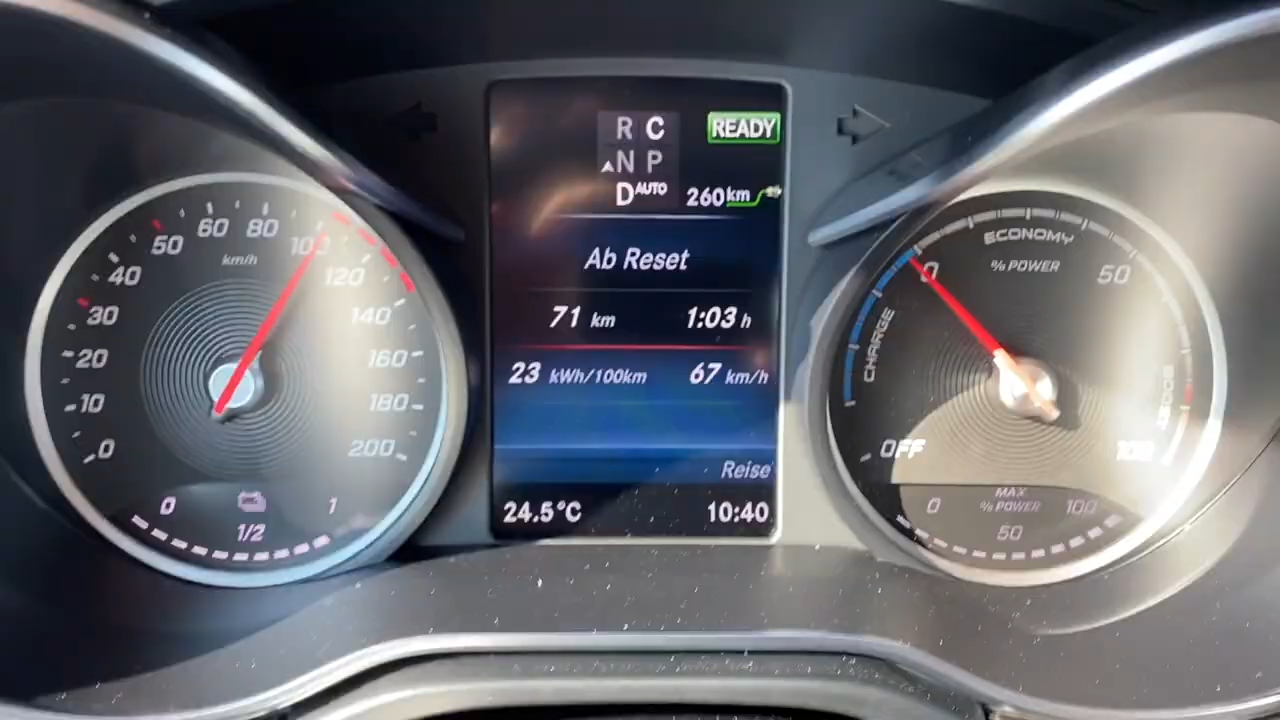 R C
N P
D AUTO
READY
260 km
Ab Reset
71 km 1:03 h
23 kWh/100km 67 km/h
Reise
24.5°C 10:40
0
10
20
30
40
50
60
80
100
120
140
160
180
200
km/h
0 1/2 1
OFF
CHARGE
0
ECONOMY
% POWER
50
100
0 MAX 100
% POWER
50